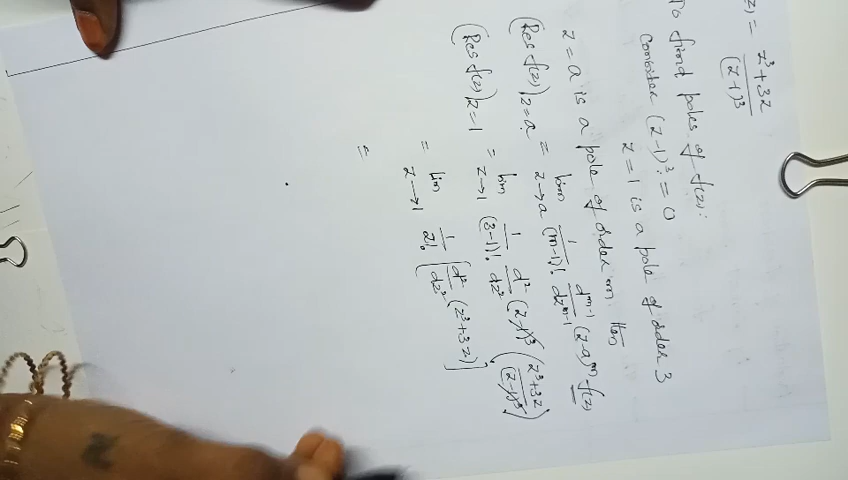 z) = z³+3z / (z-1)³
To find poles of f(z):
Consider (z-1)³ = 0
z = 1 is a pole of order 3
z = a is a pole of order m. then
(Res f(z))z=a = lim z→a 1/(m-1)! d^m-1/dz^m-1 (z-a)^m f(z)
(Res f(z))z=1 = lim z→1 1/(3-1)! d²/dz² (z-1)³ (z³+3z/(z-1)³)
= lim z→1 1/2! [d²/dz² (z³+3z)]
=